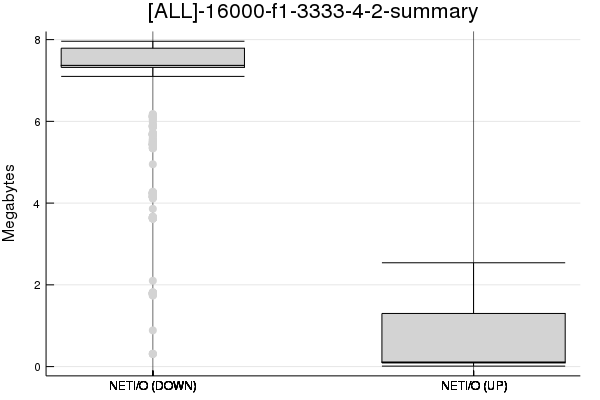 [ALL]-16000-f1-3333-4-2-summary
8
6
4
2
0
Megabytes
NETI/O (DOWN)
NETI/O (UP)